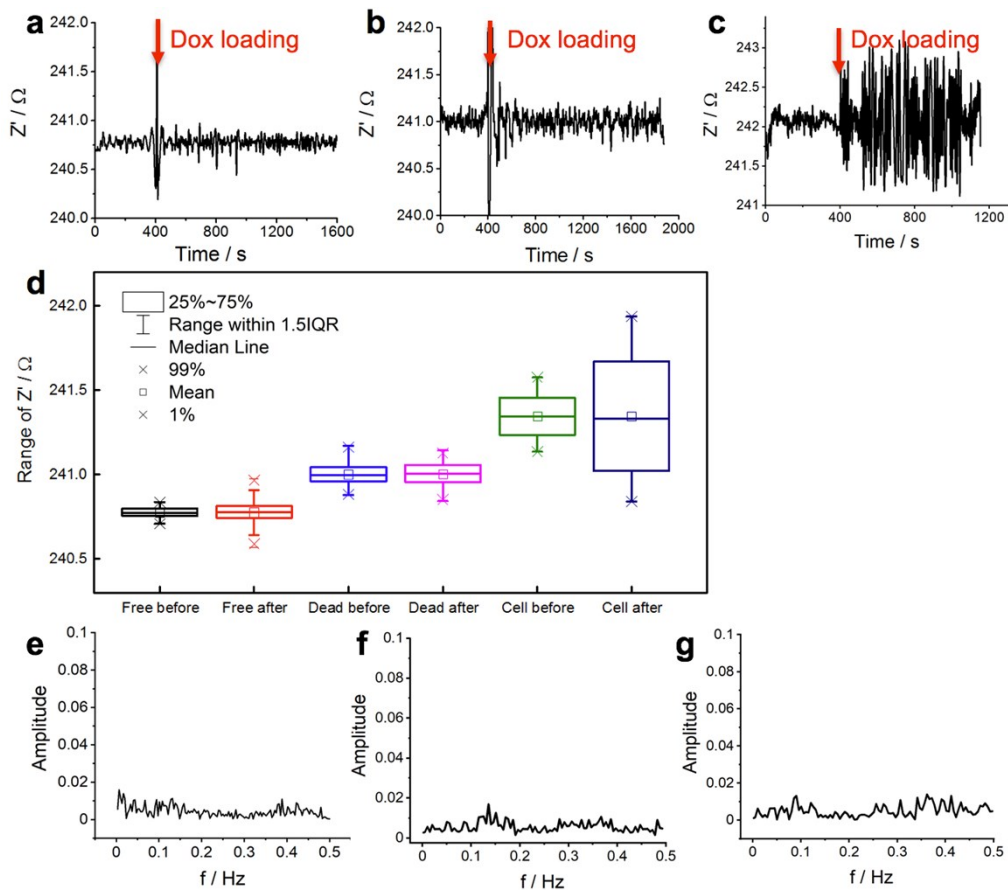 a
Dox loading
242.0
241.5
241.0
240.5
240.0
Z' / Ω
0 400 800 1200 1600
Time / s
b
Dox loading
242.0
241.5
241.0
240.5
240.0
Z' / Ω
0 400 800 1200 1600 2000
Time / s
c
Dox loading
243
242.5
242
241.5
241
Z' / Ω
0 400 800 1200
Time / s
d
25%~75%
Range within 1.5IQR
Median Line
99%
Mean
1%
242.0
241.5
241.0
240.5
Range of Z' / Ω
Free before Free after Dead before Dead after Cell before Cell after
e
0.1
0.08
0.06
0.04
0.02
0
Amplitude
0 0.1 0.2 0.3 0.4 0.5
f / Hz
f
0.1
0.08
0.06
0.04
0.02
0
Amplitude
0 0.1 0.2 0.3 0.4 0.5
f / Hz
g
0.1
0.08
0.06
0.04
0.02
0
Amplitude
0 0.1 0.2 0.3 0.4 0.5
f / Hz